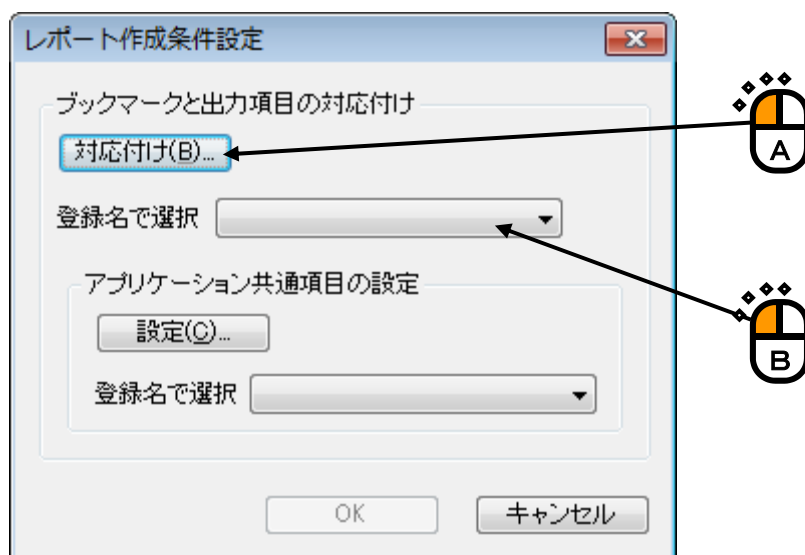 レポート作成条件設定
ブックマークと出力項目の対応付け
対応付け(B)...
A
登録名で選択
アプリケーション共通項目の設定
設定(C)...
B
登録名で選択
OK
キャンセル